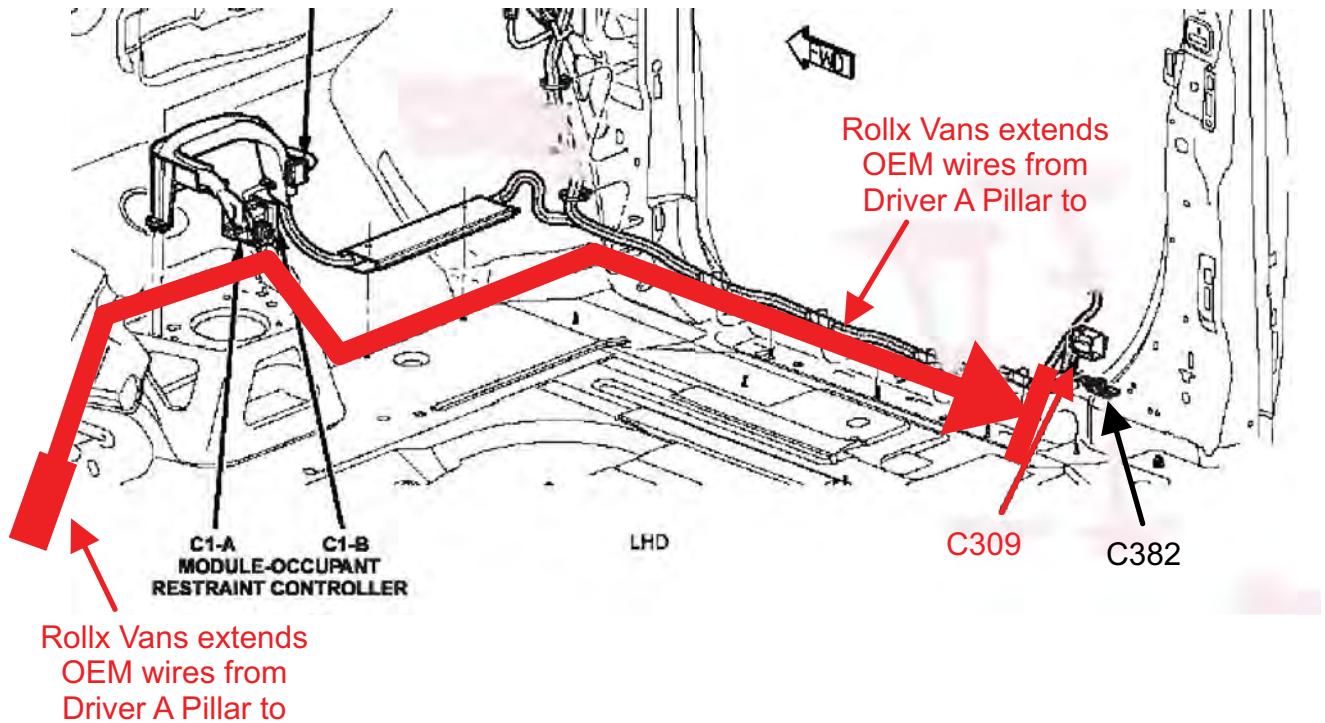 FWD
Rollx Vans extends
OEM wires from
Driver A Pillar to
C1-A C1-B
MODULE-OCCUPANT
RESTRAINT CONTROLLER
LHD
C309
C382
Rollx Vans extends
OEM wires from
Driver A Pillar to